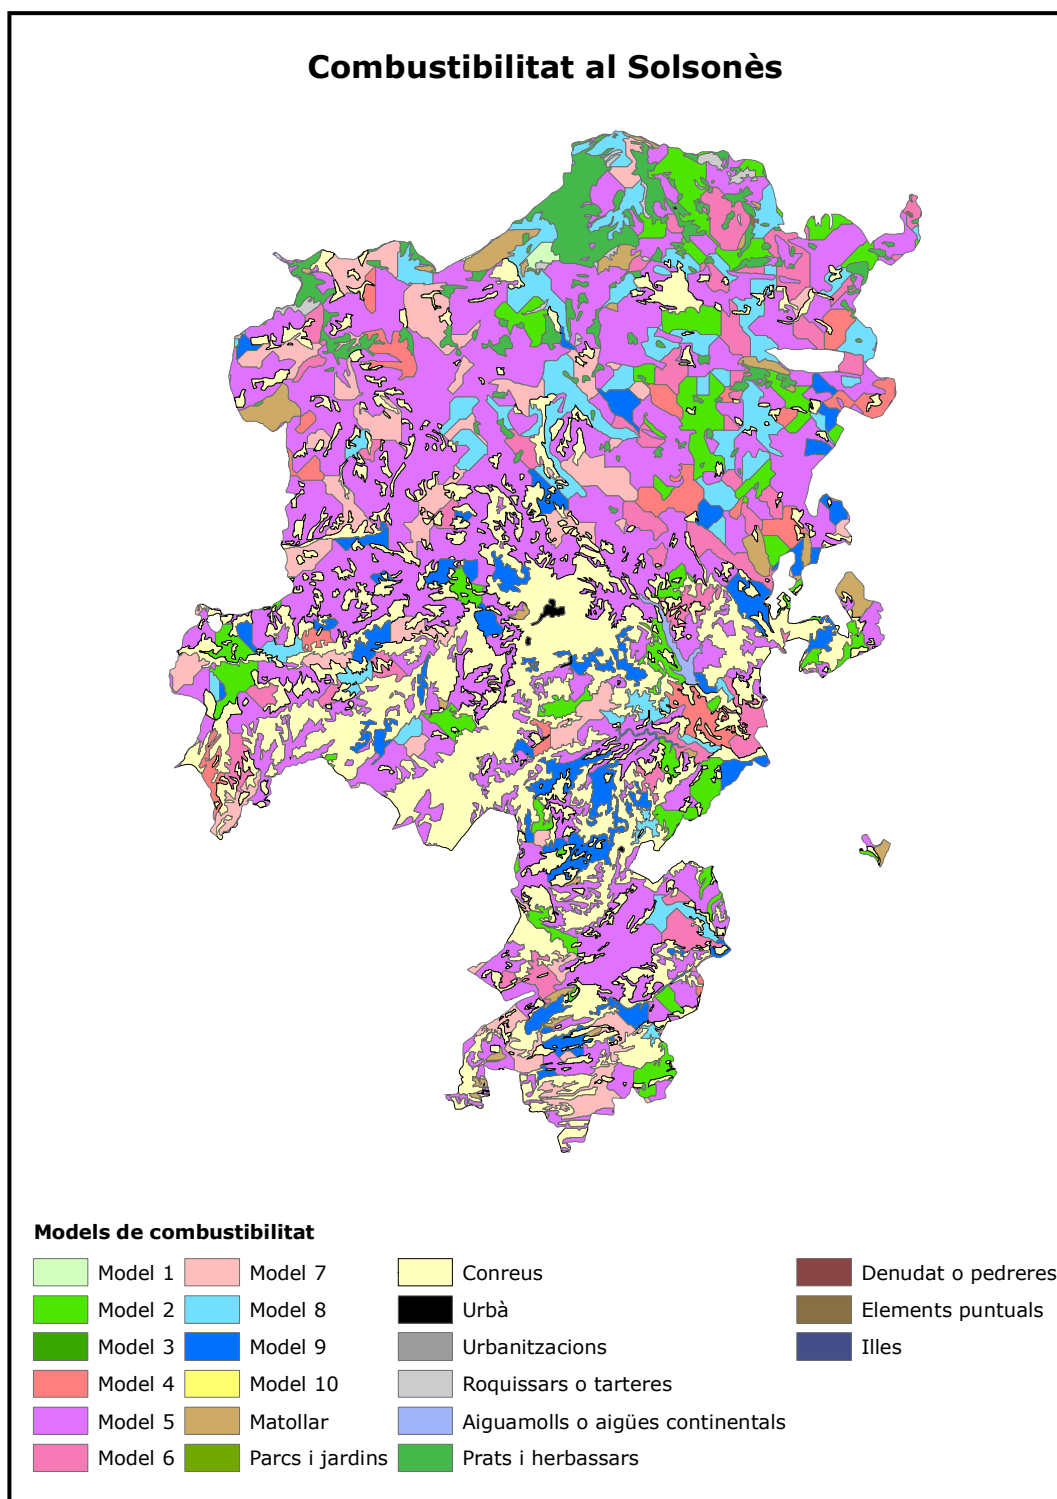 Combustibilitat al Solsonès
Models de combustibilitat
Model 1
Model 2
Model 3
Model 4
Model 5
Model 6
Model 7
Model 8
Model 9
Model 10
Matollar
Parcs i jardins
Conreus
Urbà
Urbanitzacions
Roquissars o tarteres
Aiguamolls o aigües continentals
Prats i herbassars
Denudat o pedreres
Elements puntuals
Illes